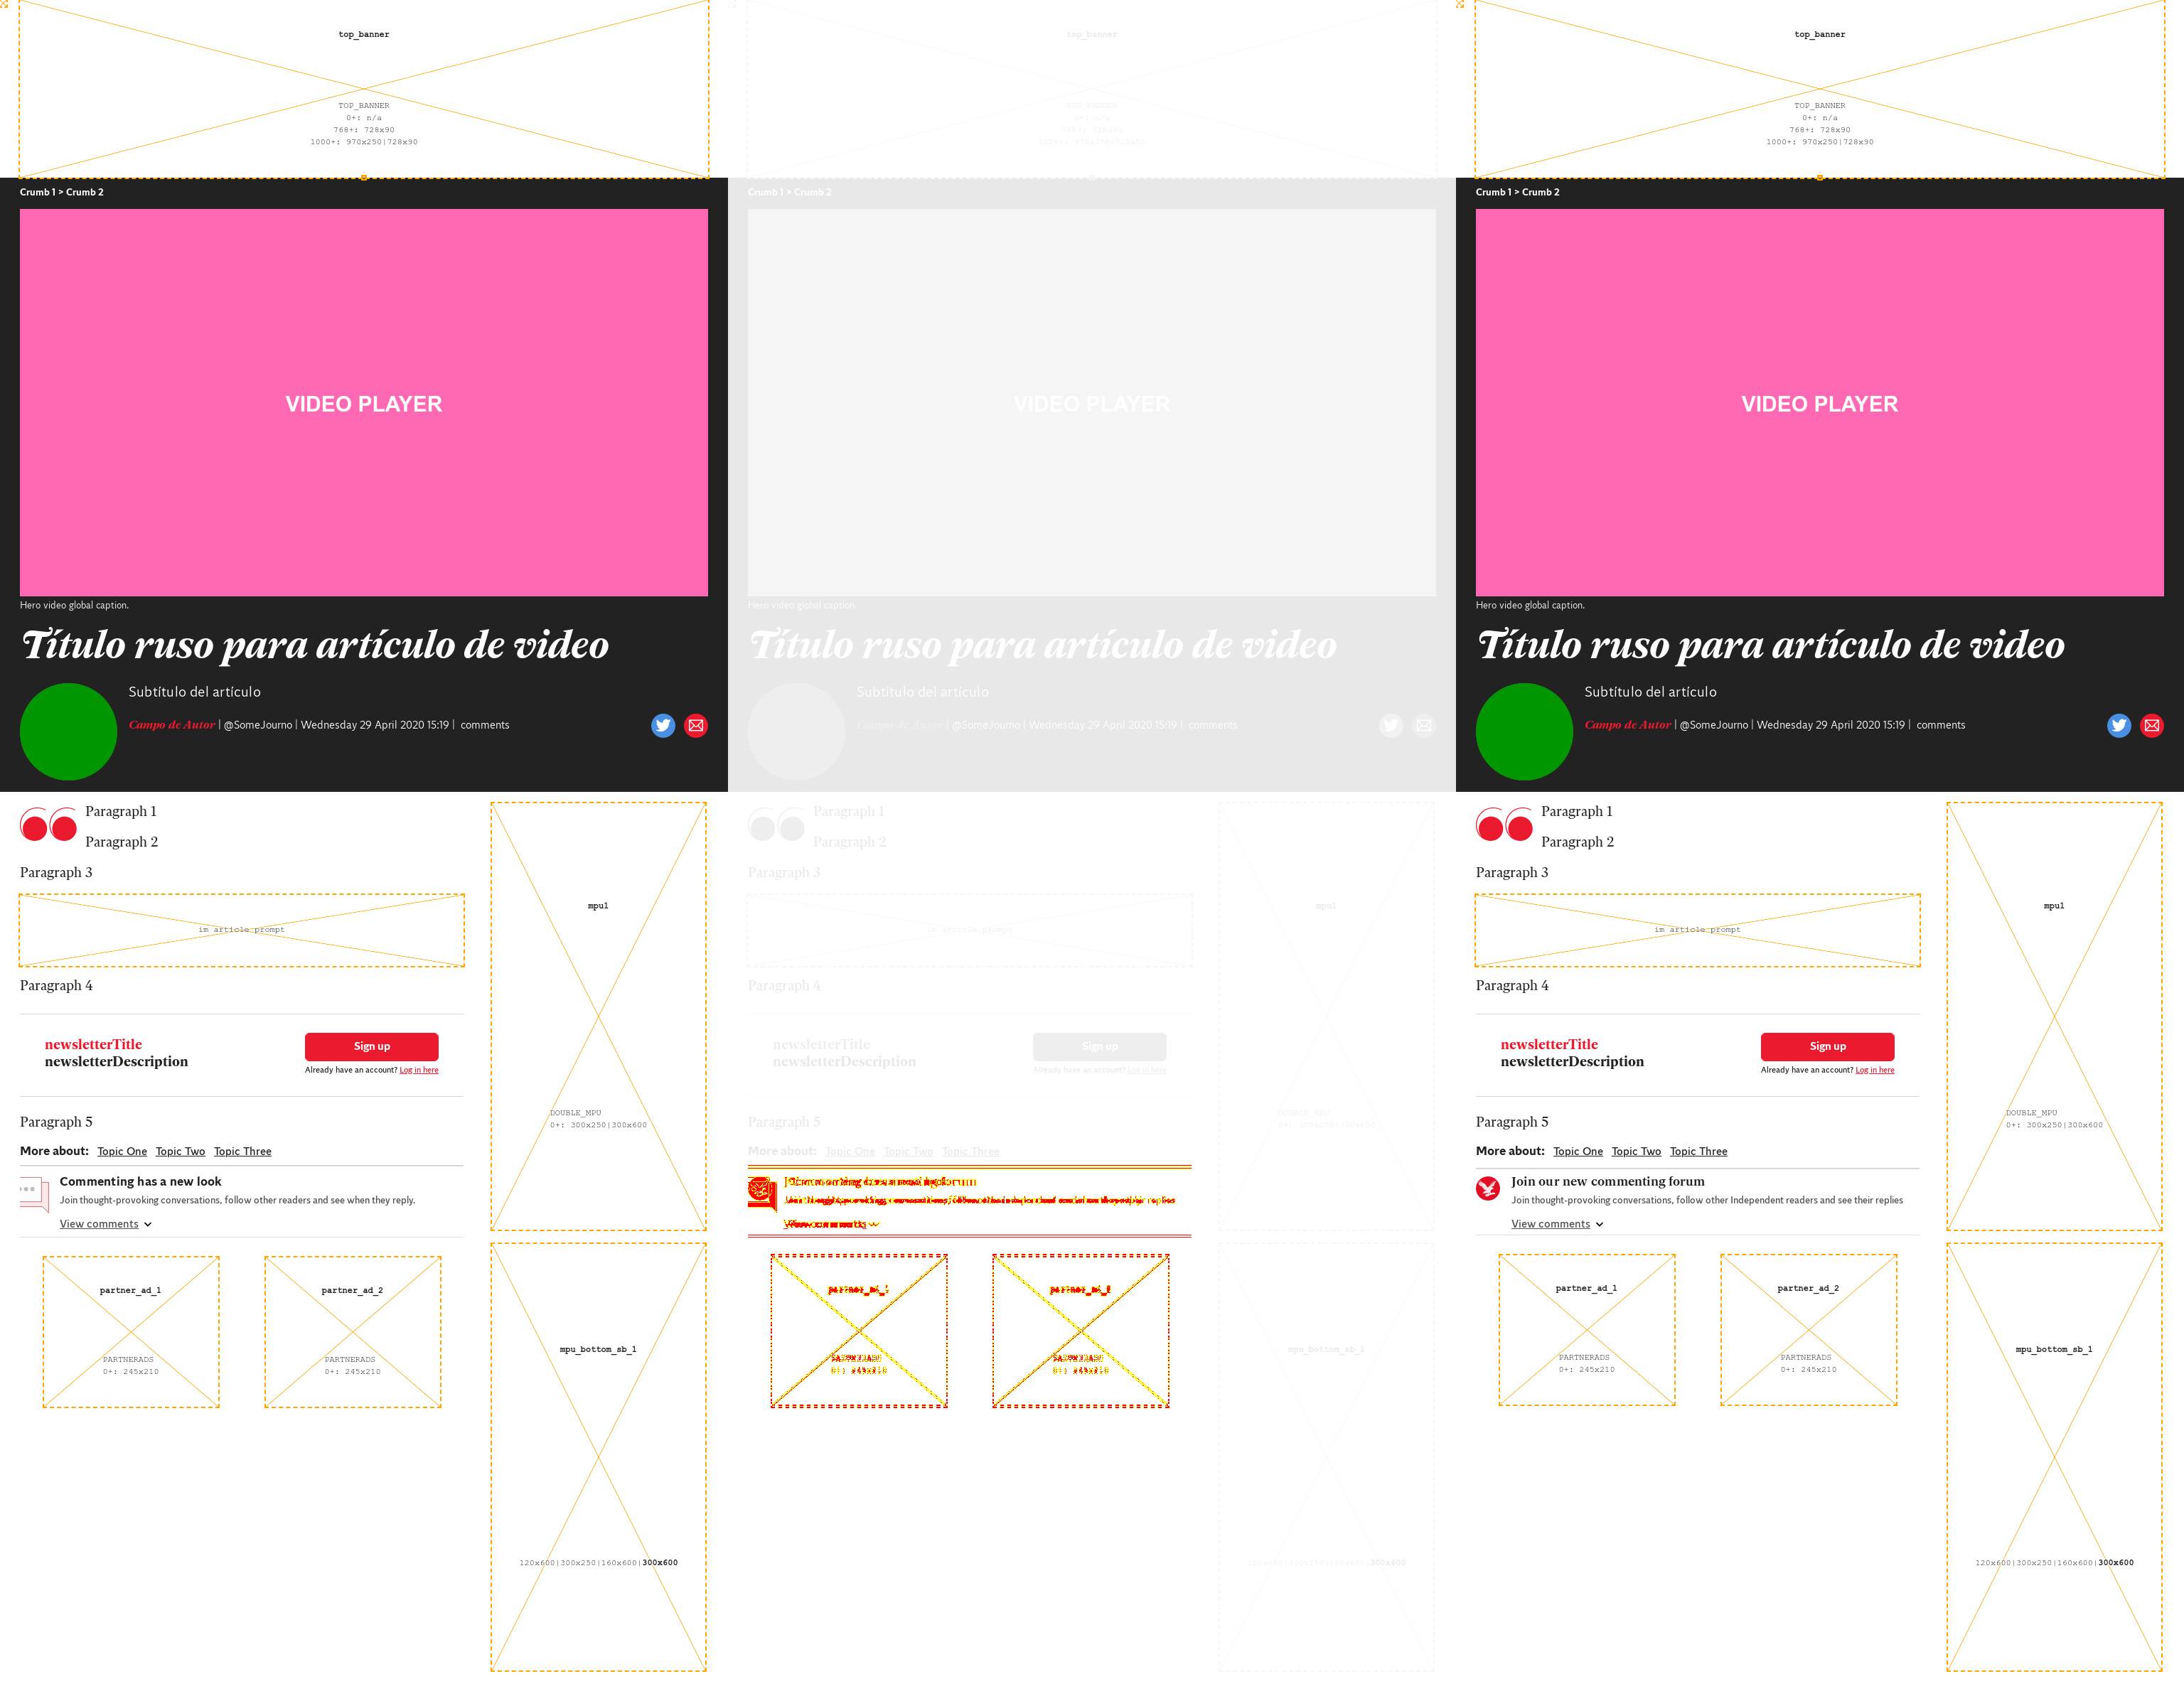 top_banner
TOP_BANNER
0+: n/a
768+: 728x90
1000+: 970x250|728x90
Crumb 1 > Crumb 2
VIDEO PLAYER
Hero video global caption.
Título ruso para artículo de video
Subtítulo del artículo
Campo de Autor | @SomeJourno | Wednesday 29 April 2020 15:19 | comments
Paragraph 1
Paragraph 2
Paragraph 3
im article prompt
Paragraph 4
newsletterTitle
newsletterDescription
Sign up
Already have an account? Log in here
Paragraph 5
More about: Topic One Topic Two Topic Three
Commenting has a new look
Join thought-provoking conversations, follow other readers and see when they reply.
View comments
partner_ad_1
PARTNERADS
0+: 245x210
partner_ad_2
PARTNERADS
0+: 245x210
mpu1
DOUBLE_MPU
0+: 300x250|300x600
mpu_bottom_sb_1
120x600|300x250|160x600|300x600
top_banner
TOP_BANNER
0+: n/a
768+: 728x90
1000+: 970x250|728x90
Crumb 1 > Crumb 2
VIDEO PLAYER
Hero video global caption.
Título ruso para artículo de video
Subtítulo del artículo
Campo de Autor | @SomeJourno | Wednesday 29 April 2020 15:19 | comments
Paragraph 1
Paragraph 2
Paragraph 3
im article prompt
Paragraph 4
newsletterTitle
newsletterDescription
Sign up
Already have an account? Log in here
Paragraph 5
More about: Topic One Topic Two Topic Three
mpu1
DOUBLE_MPU
0+: 300x250|300x600
mpu_bottom_sb_1
120x600|300x250|160x600|300x600
top_banner
TOP_BANNER
0+: n/a
768+: 728x90
1000+: 970x250|728x90
Crumb 1 > Crumb 2
VIDEO PLAYER
Hero video global caption.
Título ruso para artículo de video
Subtítulo del artículo
Campo de Autor | @SomeJourno | Wednesday 29 April 2020 15:19 | comments
Paragraph 1
Paragraph 2
Paragraph 3
im article prompt
Paragraph 4
newsletterTitle
newsletterDescription
Sign up
Already have an account? Log in here
Paragraph 5
More about: Topic One Topic Two Topic Three
Join our new commenting forum
Join thought-provoking conversations, follow other Independent readers and see their replies
View comments
partner_ad_1
PARTNERADS
0+: 245x210
partner_ad_2
PARTNERADS
0+: 245x210
mpu1
DOUBLE_MPU
0+: 300x250|300x600
mpu_bottom_sb_1
120x600|300x250|160x600|300x600